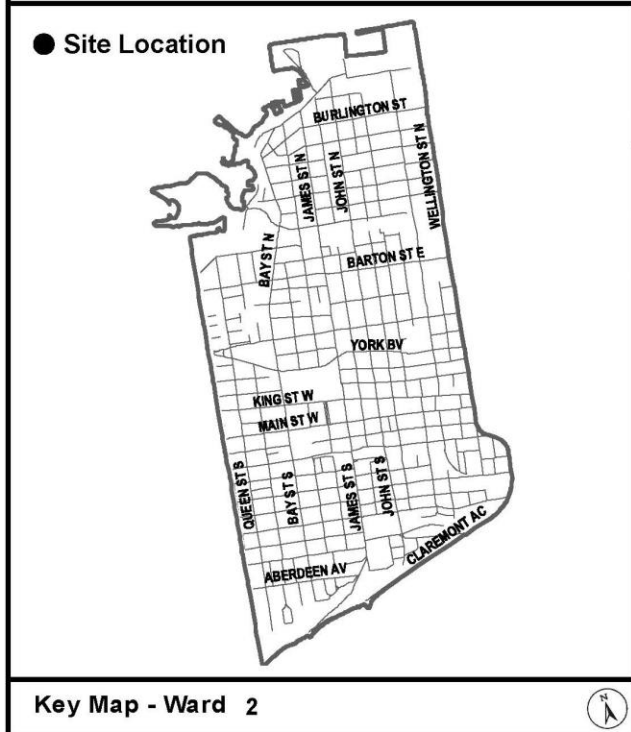 ● Site Location
BURLINGTON ST
JAMES ST N
JOHN ST N
WELLINGTON ST N
BAY ST N
BARTON ST E
YORK BV
KING ST W
MAIN ST W
QUEEN ST S
BAY ST S
JAMES ST S
JOHN ST S
CLAREMONT AC
ABERDEEN AV
Key Map - Ward 2
N